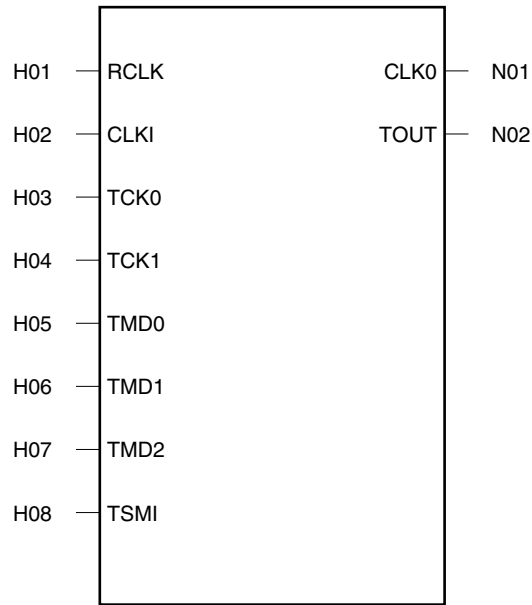 H01 RCLK CLK0 N01
H02 CLKI TOUT N02
H03 TCK0
H04 TCK1
H05 TMD0
H06 TMD1
H07 TMD2
H08 TSMI